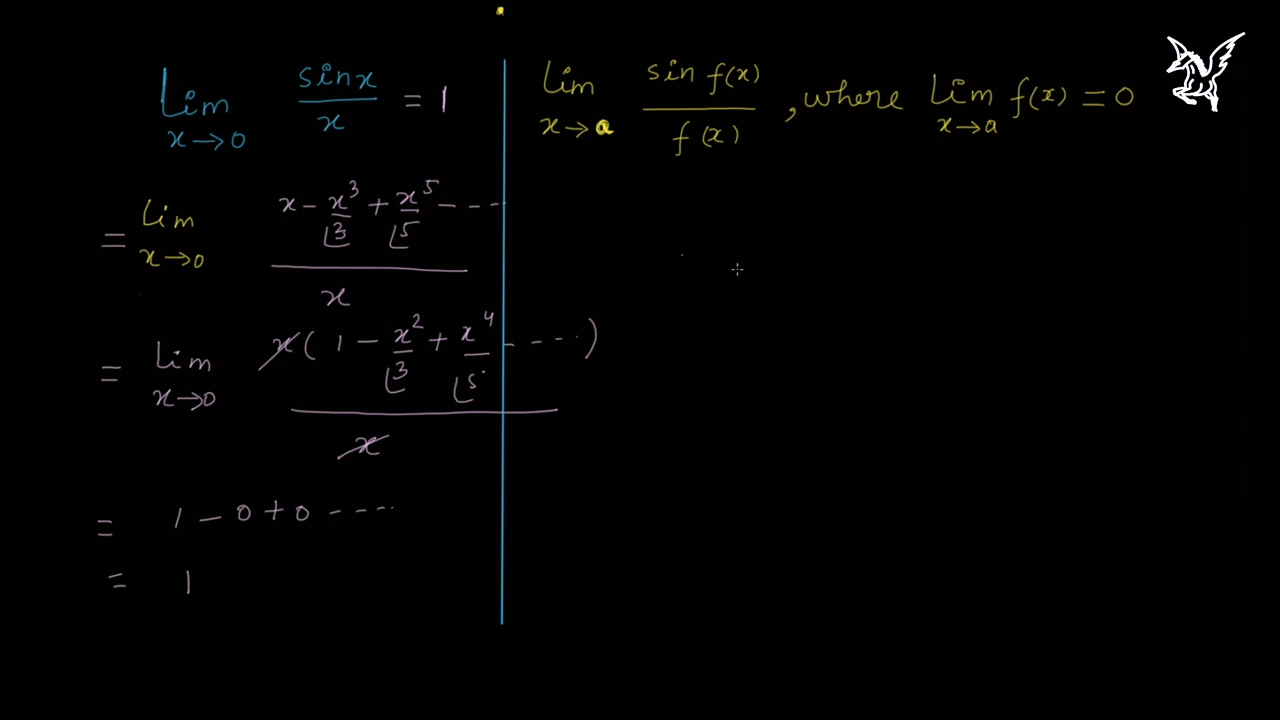 lim x→0 sin x / x = 1
= lim x→0 (x − x³/⌊3 + x⁵/⌊5 − - - -) / x
= lim x→0 x(1 − x²/⌊3 + x⁴/⌊5 - - - - ·) / x
= 1 − 0 + 0 - - - -
= 1
lim x→a sin f(x) / f(x) , where lim x→a f(x) = 0